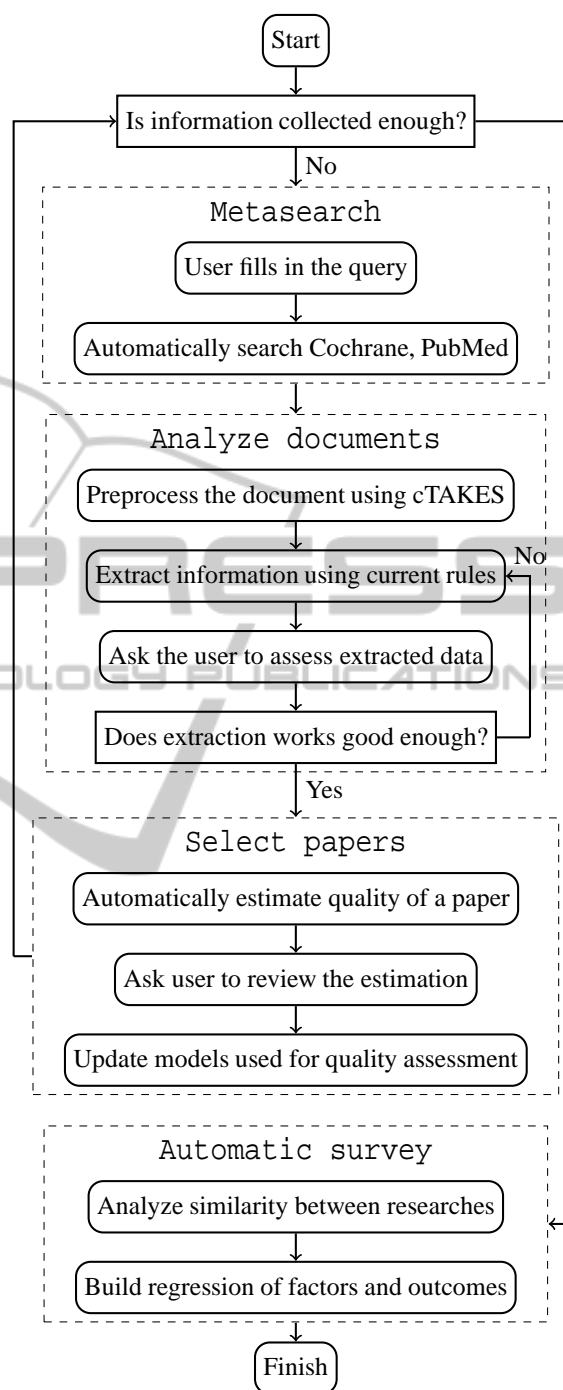 Start
Is information collected enough?
No
Metasearch
User fills in the query
Automatically search Cochrane, PubMed
Analyze documents
Preprocess the document using cTAKES
No
Extract information using current rules
Ask the user to assess extracted data
Does extraction works good enough?
Yes
Select papers
Automatically estimate quality of a paper
Ask user to review the estimation
Update models used for quality assessment
Automatic survey
Analyze similarity between researches
Build regression of factors and outcomes
Finish
PRESS
OLOGY PUBLICATIONS